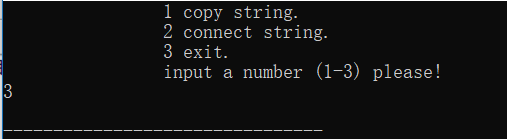 1 copy string.
2 connect string.
3 exit.
input a number (1-3) please!
3
--------------------------------